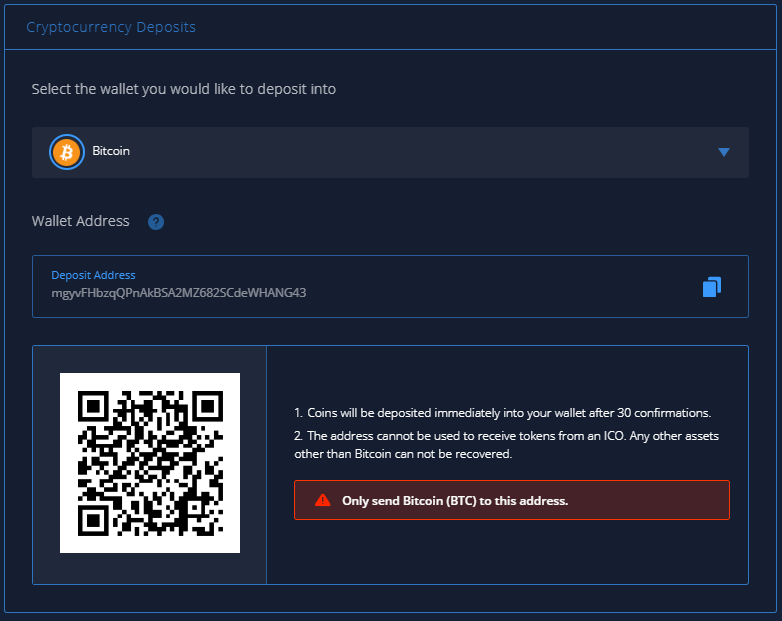 Cryptocurrency Deposits
Select the wallet you would like to deposit into
Bitcoin
Wallet Address ?
Deposit Address
mgyvFHbzqQPnAkBSA2MZ682SCdeWHANG43
1. Coins will be deposited immediately into your wallet after 30 confirmations.
2. The address cannot be used to receive tokens from an ICO. Any other assets
other than Bitcoin can not be recovered.
Only send Bitcoin (BTC) to this address.